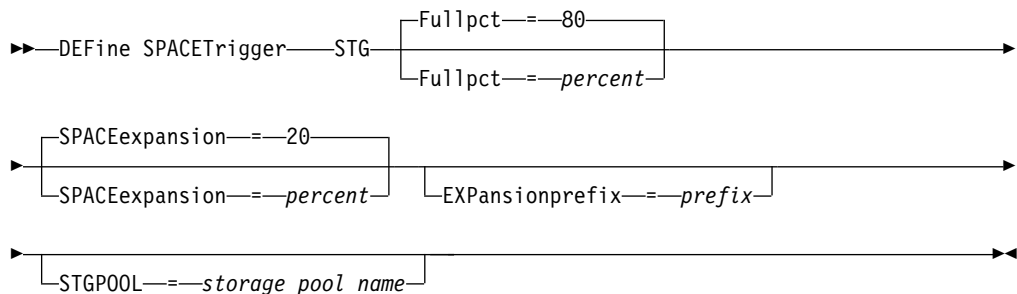 Fullpct = 80
DEFine SPACETrigger STG
Fullpct = percent
SPACEexpansion = 20
SPACEexpansion = percent
EXPansionprefix = prefix
STGPOOL = storage pool name